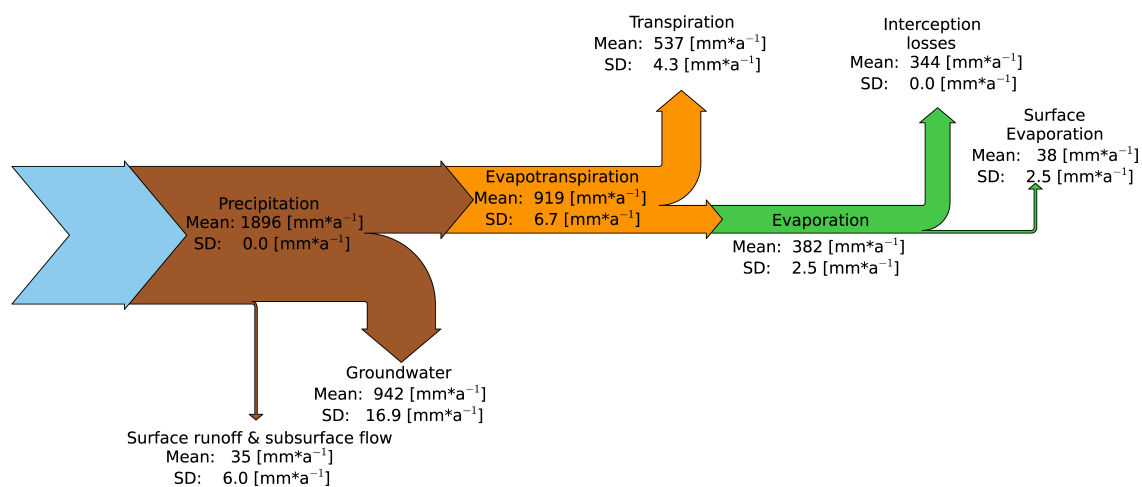 Transpiration
Mean: 537 [mm*a⁻¹]
SD: 4.3 [mm*a⁻¹]
Interception
losses
Mean: 344 [mm*a⁻¹]
SD: 0.0 [mm*a⁻¹]
Surface
Evaporation
Mean: 38 [mm*a⁻¹]
SD: 2.5 [mm*a⁻¹]
Precipitation
Mean: 1896 [mm*a⁻¹]
SD: 0.0 [mm*a⁻¹]
Evapotranspiration
Mean: 919 [mm*a⁻¹]
SD: 6.7 [mm*a⁻¹]
Evaporation
Mean: 382 [mm*a⁻¹]
SD: 2.5 [mm*a⁻¹]
Groundwater
Mean: 942 [mm*a⁻¹]
SD: 16.9 [mm*a⁻¹]
Surface runoff & subsurface flow
Mean: 35 [mm*a⁻¹]
SD: 6.0 [mm*a⁻¹]